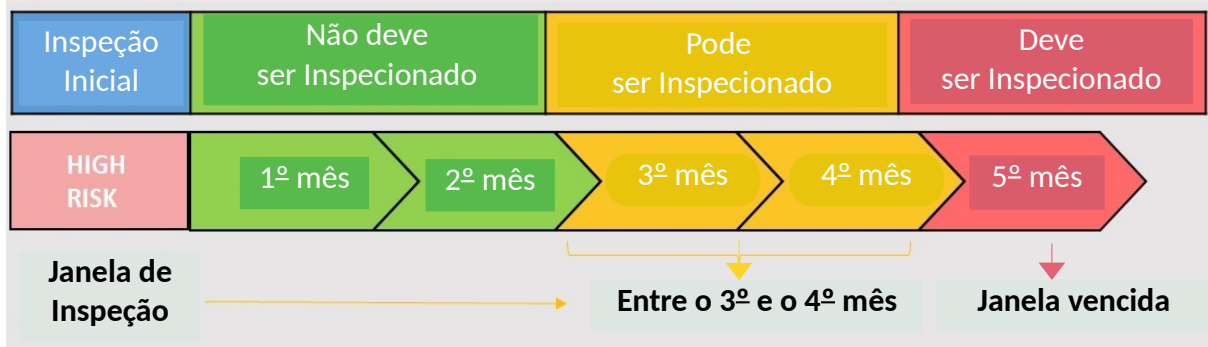 Inspeção
Inicial
Não deve
ser Inspecionado
Pode
ser Inspecionado
Deve
ser Inspecionado
HIGH
RISK
1º mês
2º mês
3º mês
4º mês
5º mês
Janela de
Inspeção
Entre o 3º e o 4º mês
Janela vencida